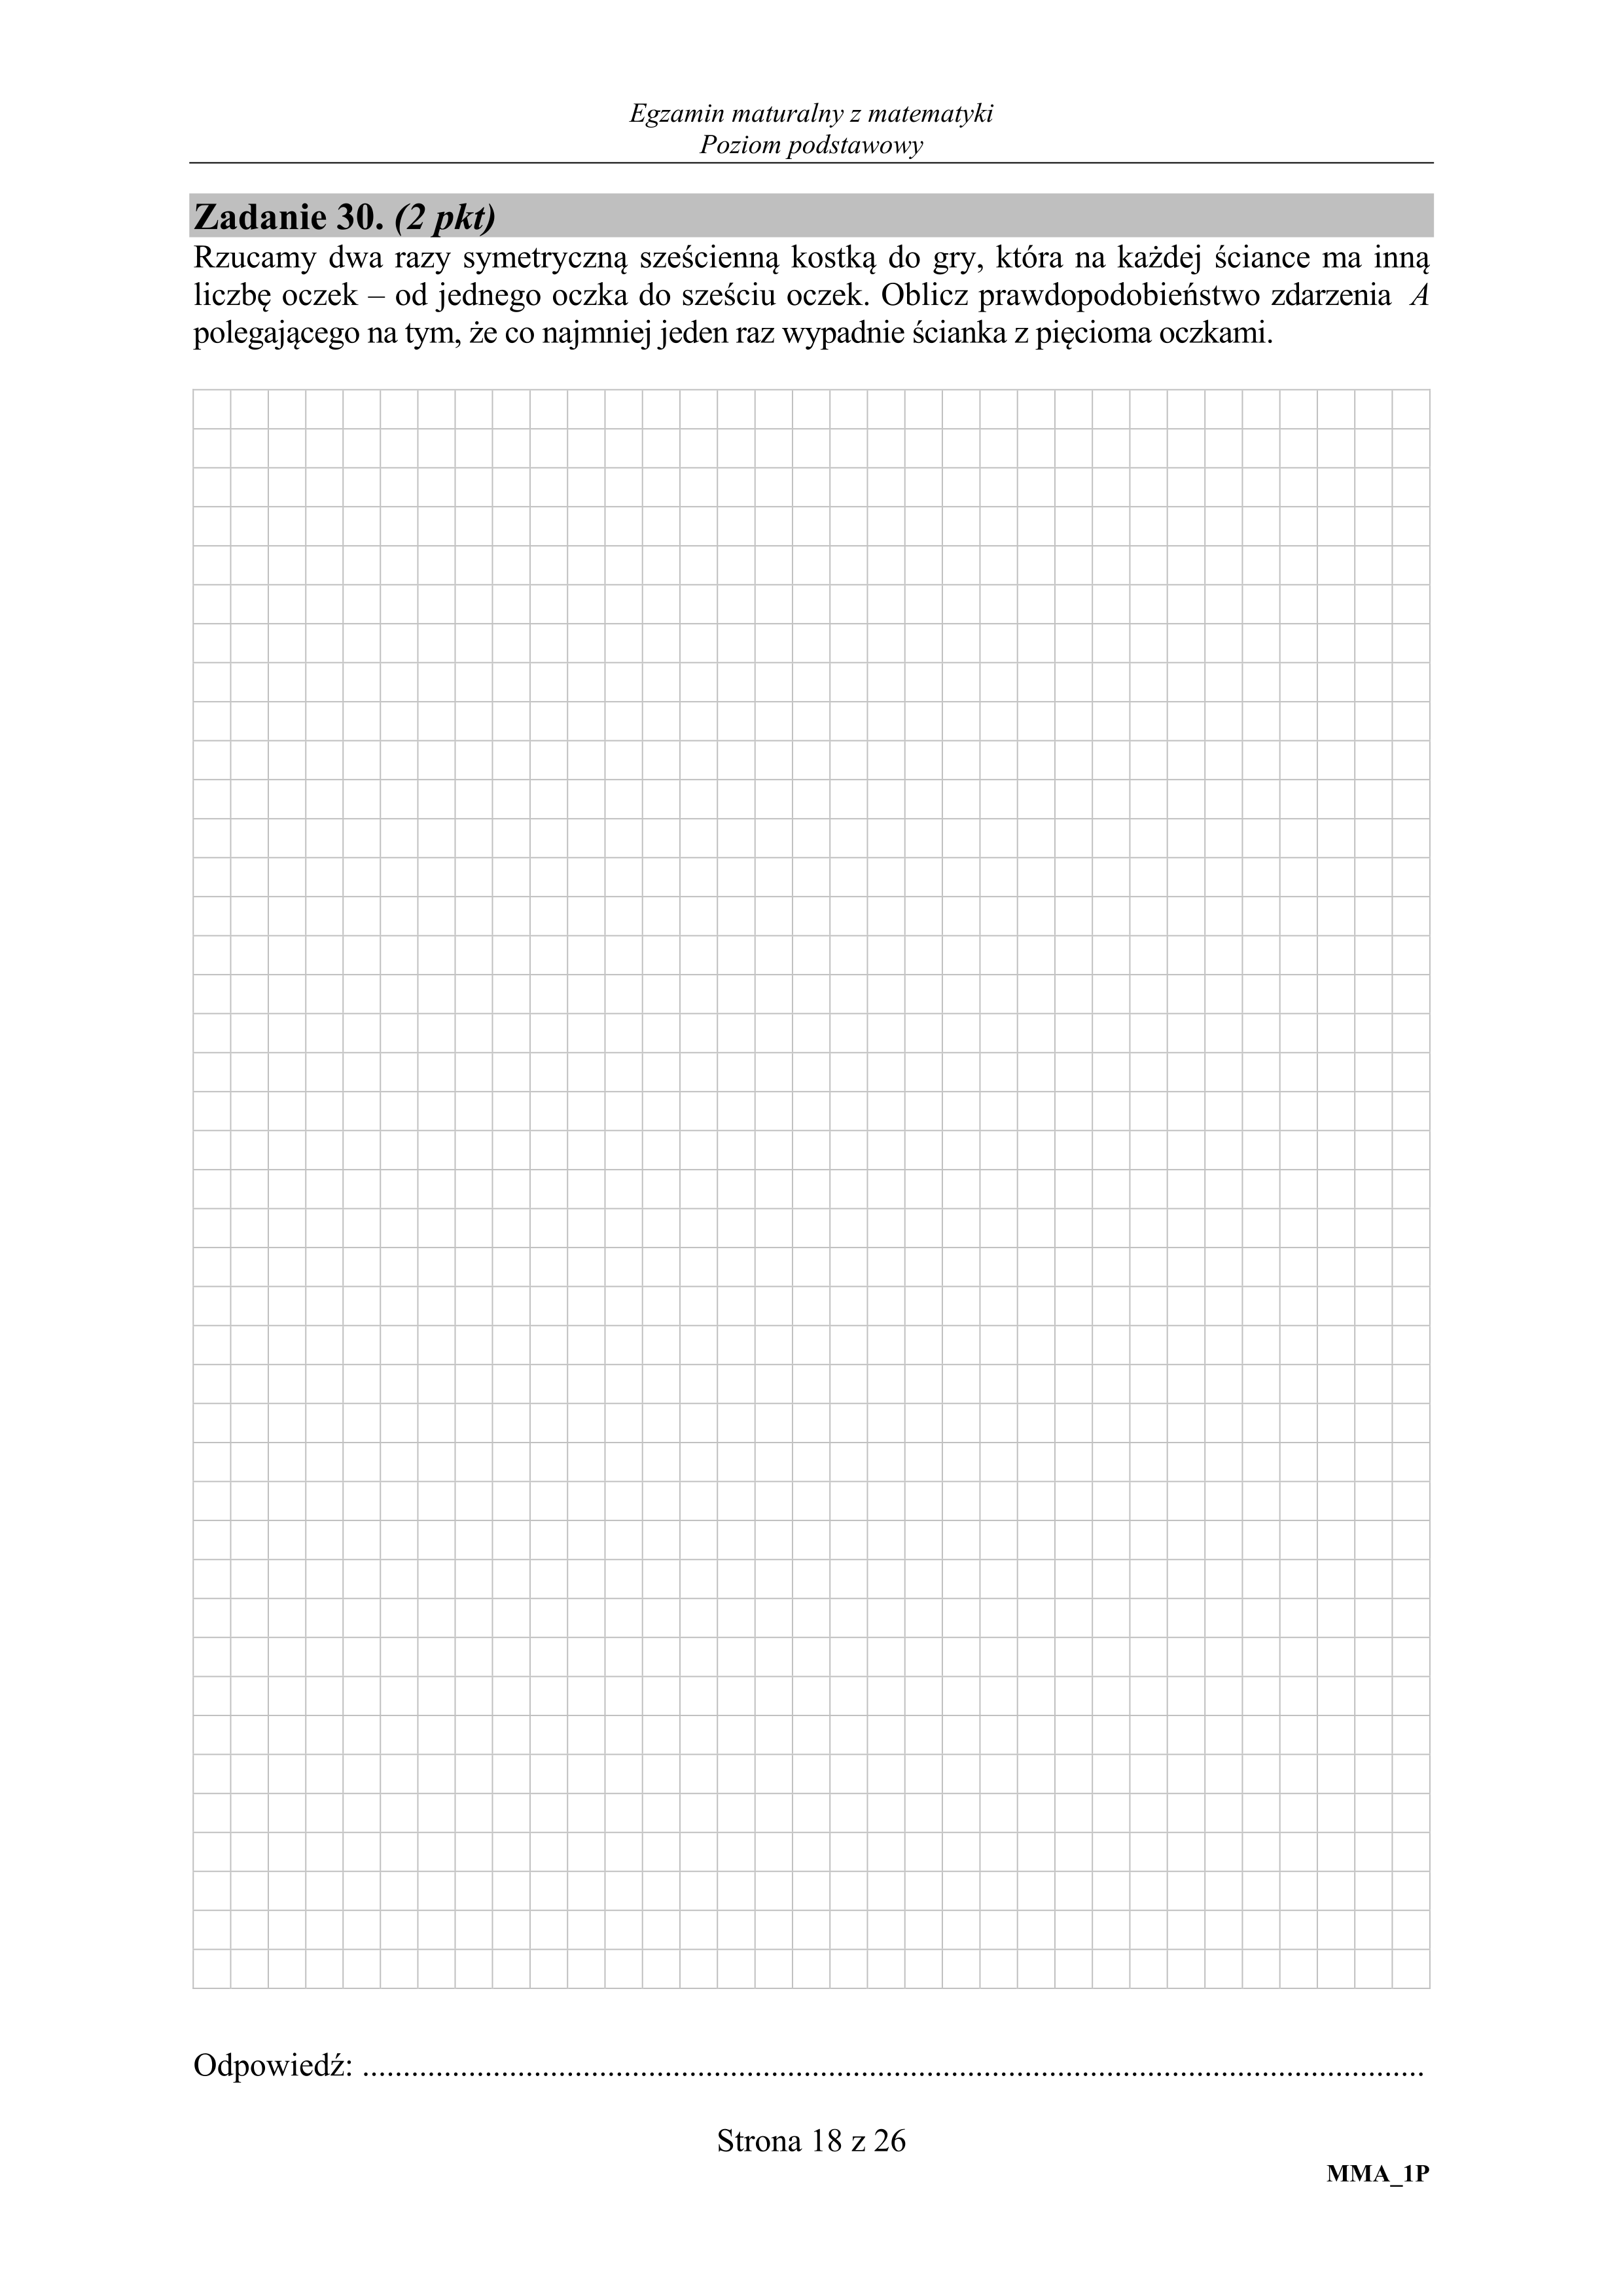 Egzamin maturalny z matematyki
Poziom podstawowy
Zadanie 30. (2 pkt)
Rzucamy dwa razy symetryczną sześcienną kostką do gry, która na każdej ściance ma inną
liczbę oczek – od jednego oczka do sześciu oczek. Oblicz prawdopodobieństwo zdarzenia A
polegającego na tym, że co najmniej jeden raz wypadnie ścianka z pięcioma oczkami.
Odpowiedź: ..................................................................................................................................
Strona 18 z 26
MMA_1P